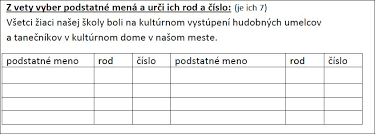 Z vety vyber podstatné mená a urči ich rod a číslo: (je ich 7)
Všetci žiaci našej školy boli na kultúrnom vystúpení hudobných umelcov
a tanečníkov v kultúrnom dome v našom meste.
podstatné meno rod číslo podstatné meno rod číslo